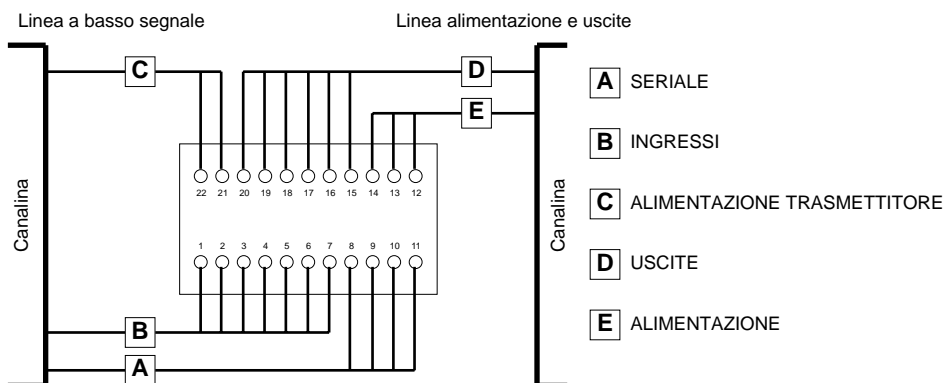 Linea a basso segnale
Linea alimentazione e uscite
C
D
E
22 21 20 19 18 17 16 15 14 13 12
1 2 3 4 5 6 7 8 9 10 11
B
A
Canalina
Canalina
A SERIALE
B INGRESSI
C ALIMENTAZIONE TRASMETTITORE
D USCITE
E ALIMENTAZIONE